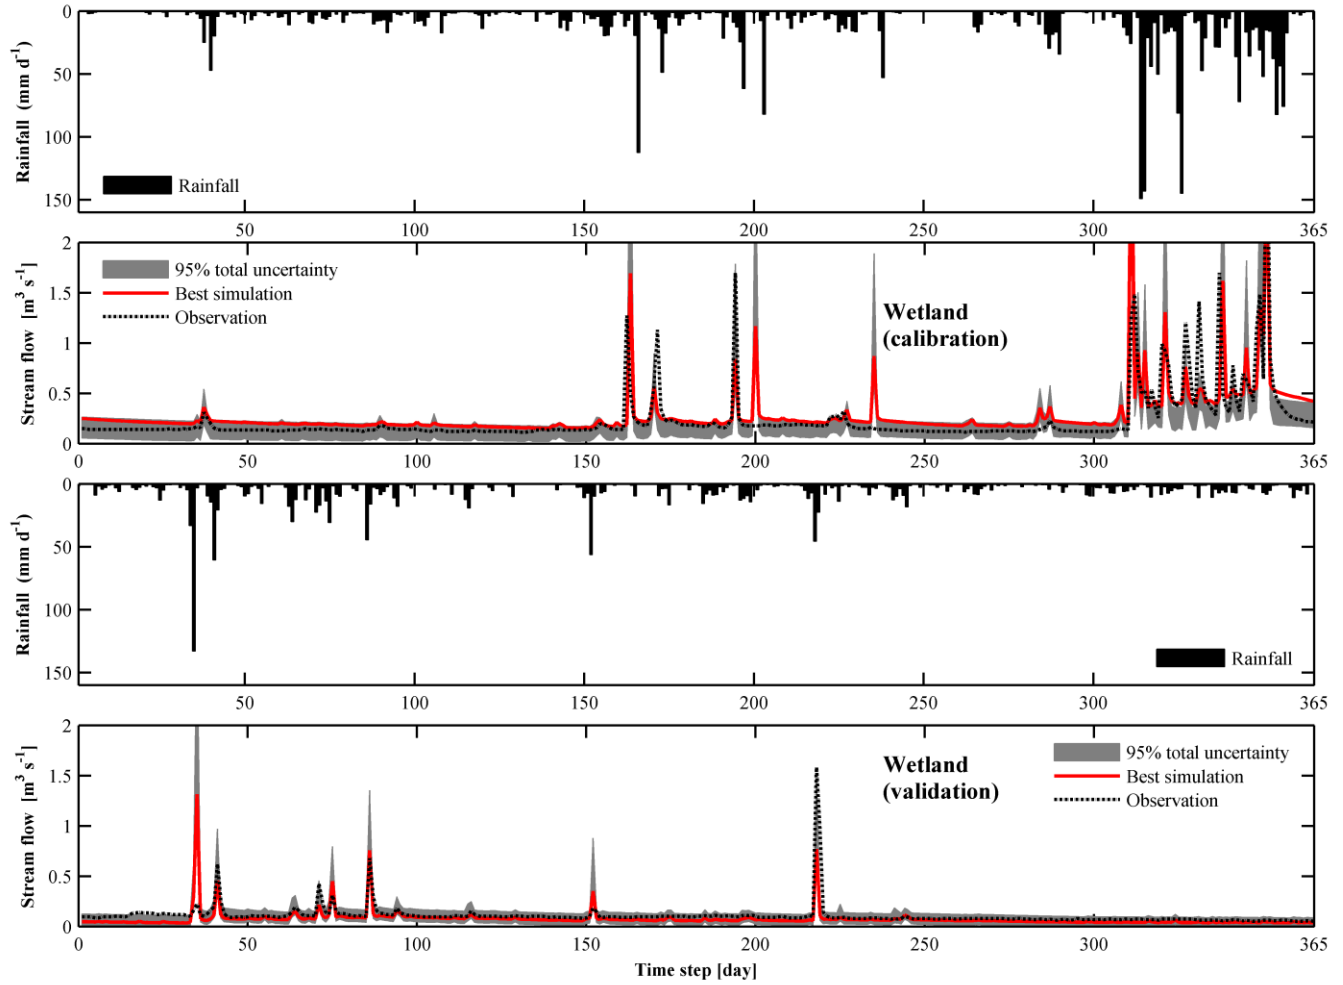 0
50
100
150
Rainfall (mm d-1)
Rainfall
50
100
150
200
250
300
365
2
1.5
1
0.5
0
Stream flow [m3 s-1]
95% total uncertainty
Best simulation
Observation
Wetland
(calibration)
0
50
100
150
200
250
300
365
0
50
100
150
Rainfall (mm d-1)
Rainfall
50
100
150
200
250
300
365
2
1.5
1
0.5
0
Stream flow [m3 s-1]
Wetland
(validation)
95% total uncertainty
Best simulation
Observation
0
50
100
150
200
250
300
365
Time step [day]